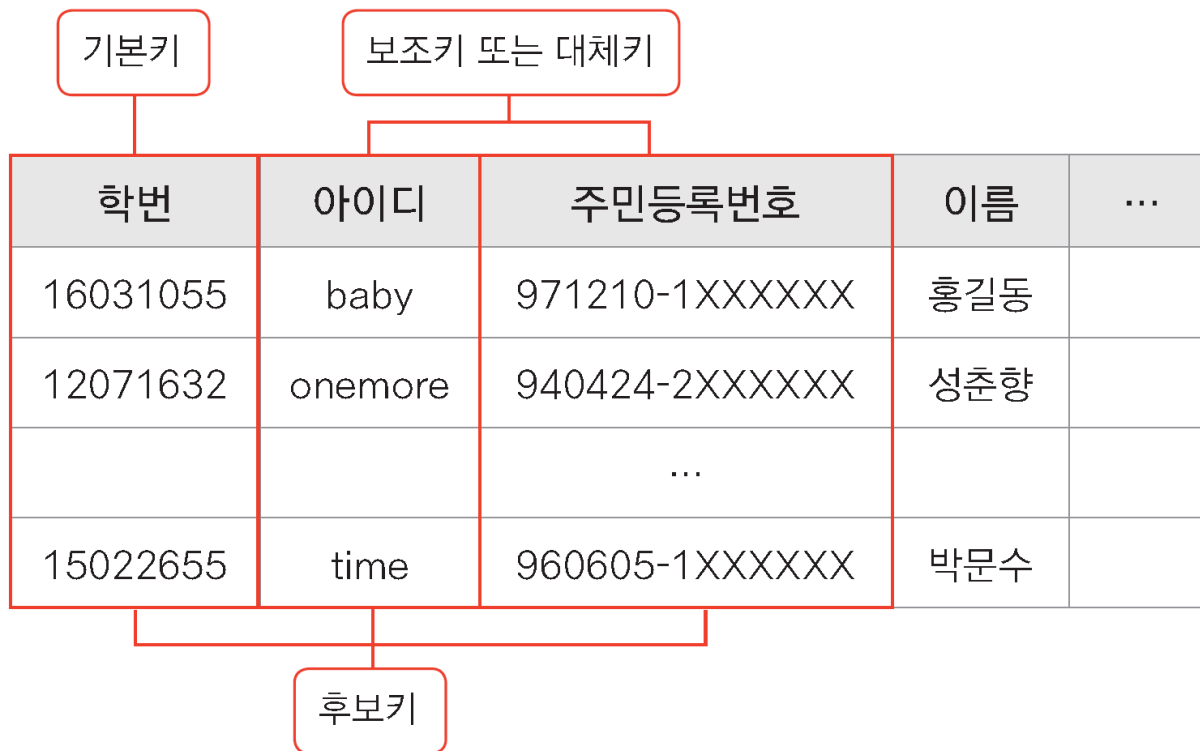 기본키 보조키 또는 대체키
학번 아이디 주민등록번호 이름 …
16031055 baby 971210-1XXXXXX 홍길동
12071632 onemore 940424-2XXXXXX 성춘향
…
15022655 time 960605-1XXXXXX 박문수
후보키